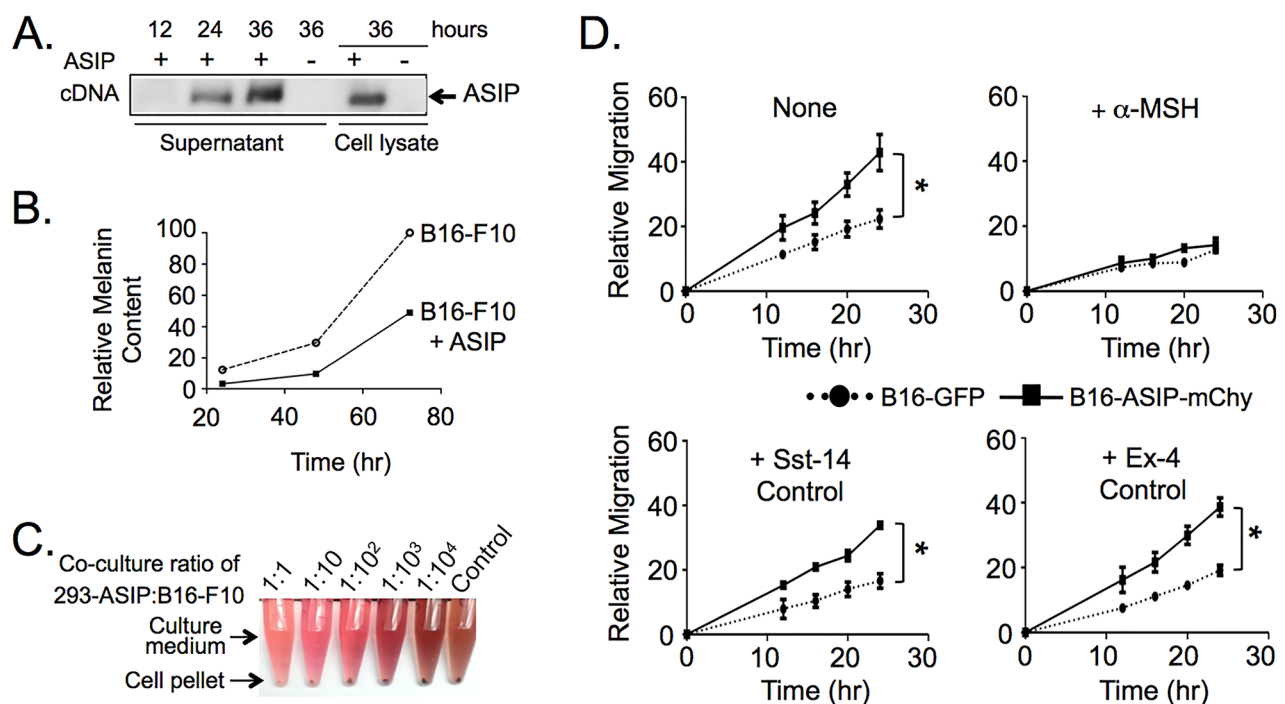 A.
12 24 36 36 36 hours
ASIP + + + - + -
cDNA
ASIP
Supernatant Cell lysate
B.
Relative Melanin
Content
100
80
60
40
20
0
B16-F10
B16-F10
+ ASIP
20 40 60 80
Time (hr)
C.
Co-culture ratio of
293-ASIP:B16-F10
1:1 1:10 1:10² 1:10³ 1:10⁴ Control
Culture
medium
Cell pellet
D.
Relative Migration
60
40
20
0
None
*
0 10 20 30
Time (hr)
60
40
20
0
+ α-MSH
0 10 20 30
Time (hr)
B16-GFP B16-ASIP-mChy
Relative Migration
60
40
20
0
+ Sst-14
Control
*
0 10 20 30
Time (hr)
60
40
20
0
+ Ex-4
Control
*
0 10 20 30
Time (hr)